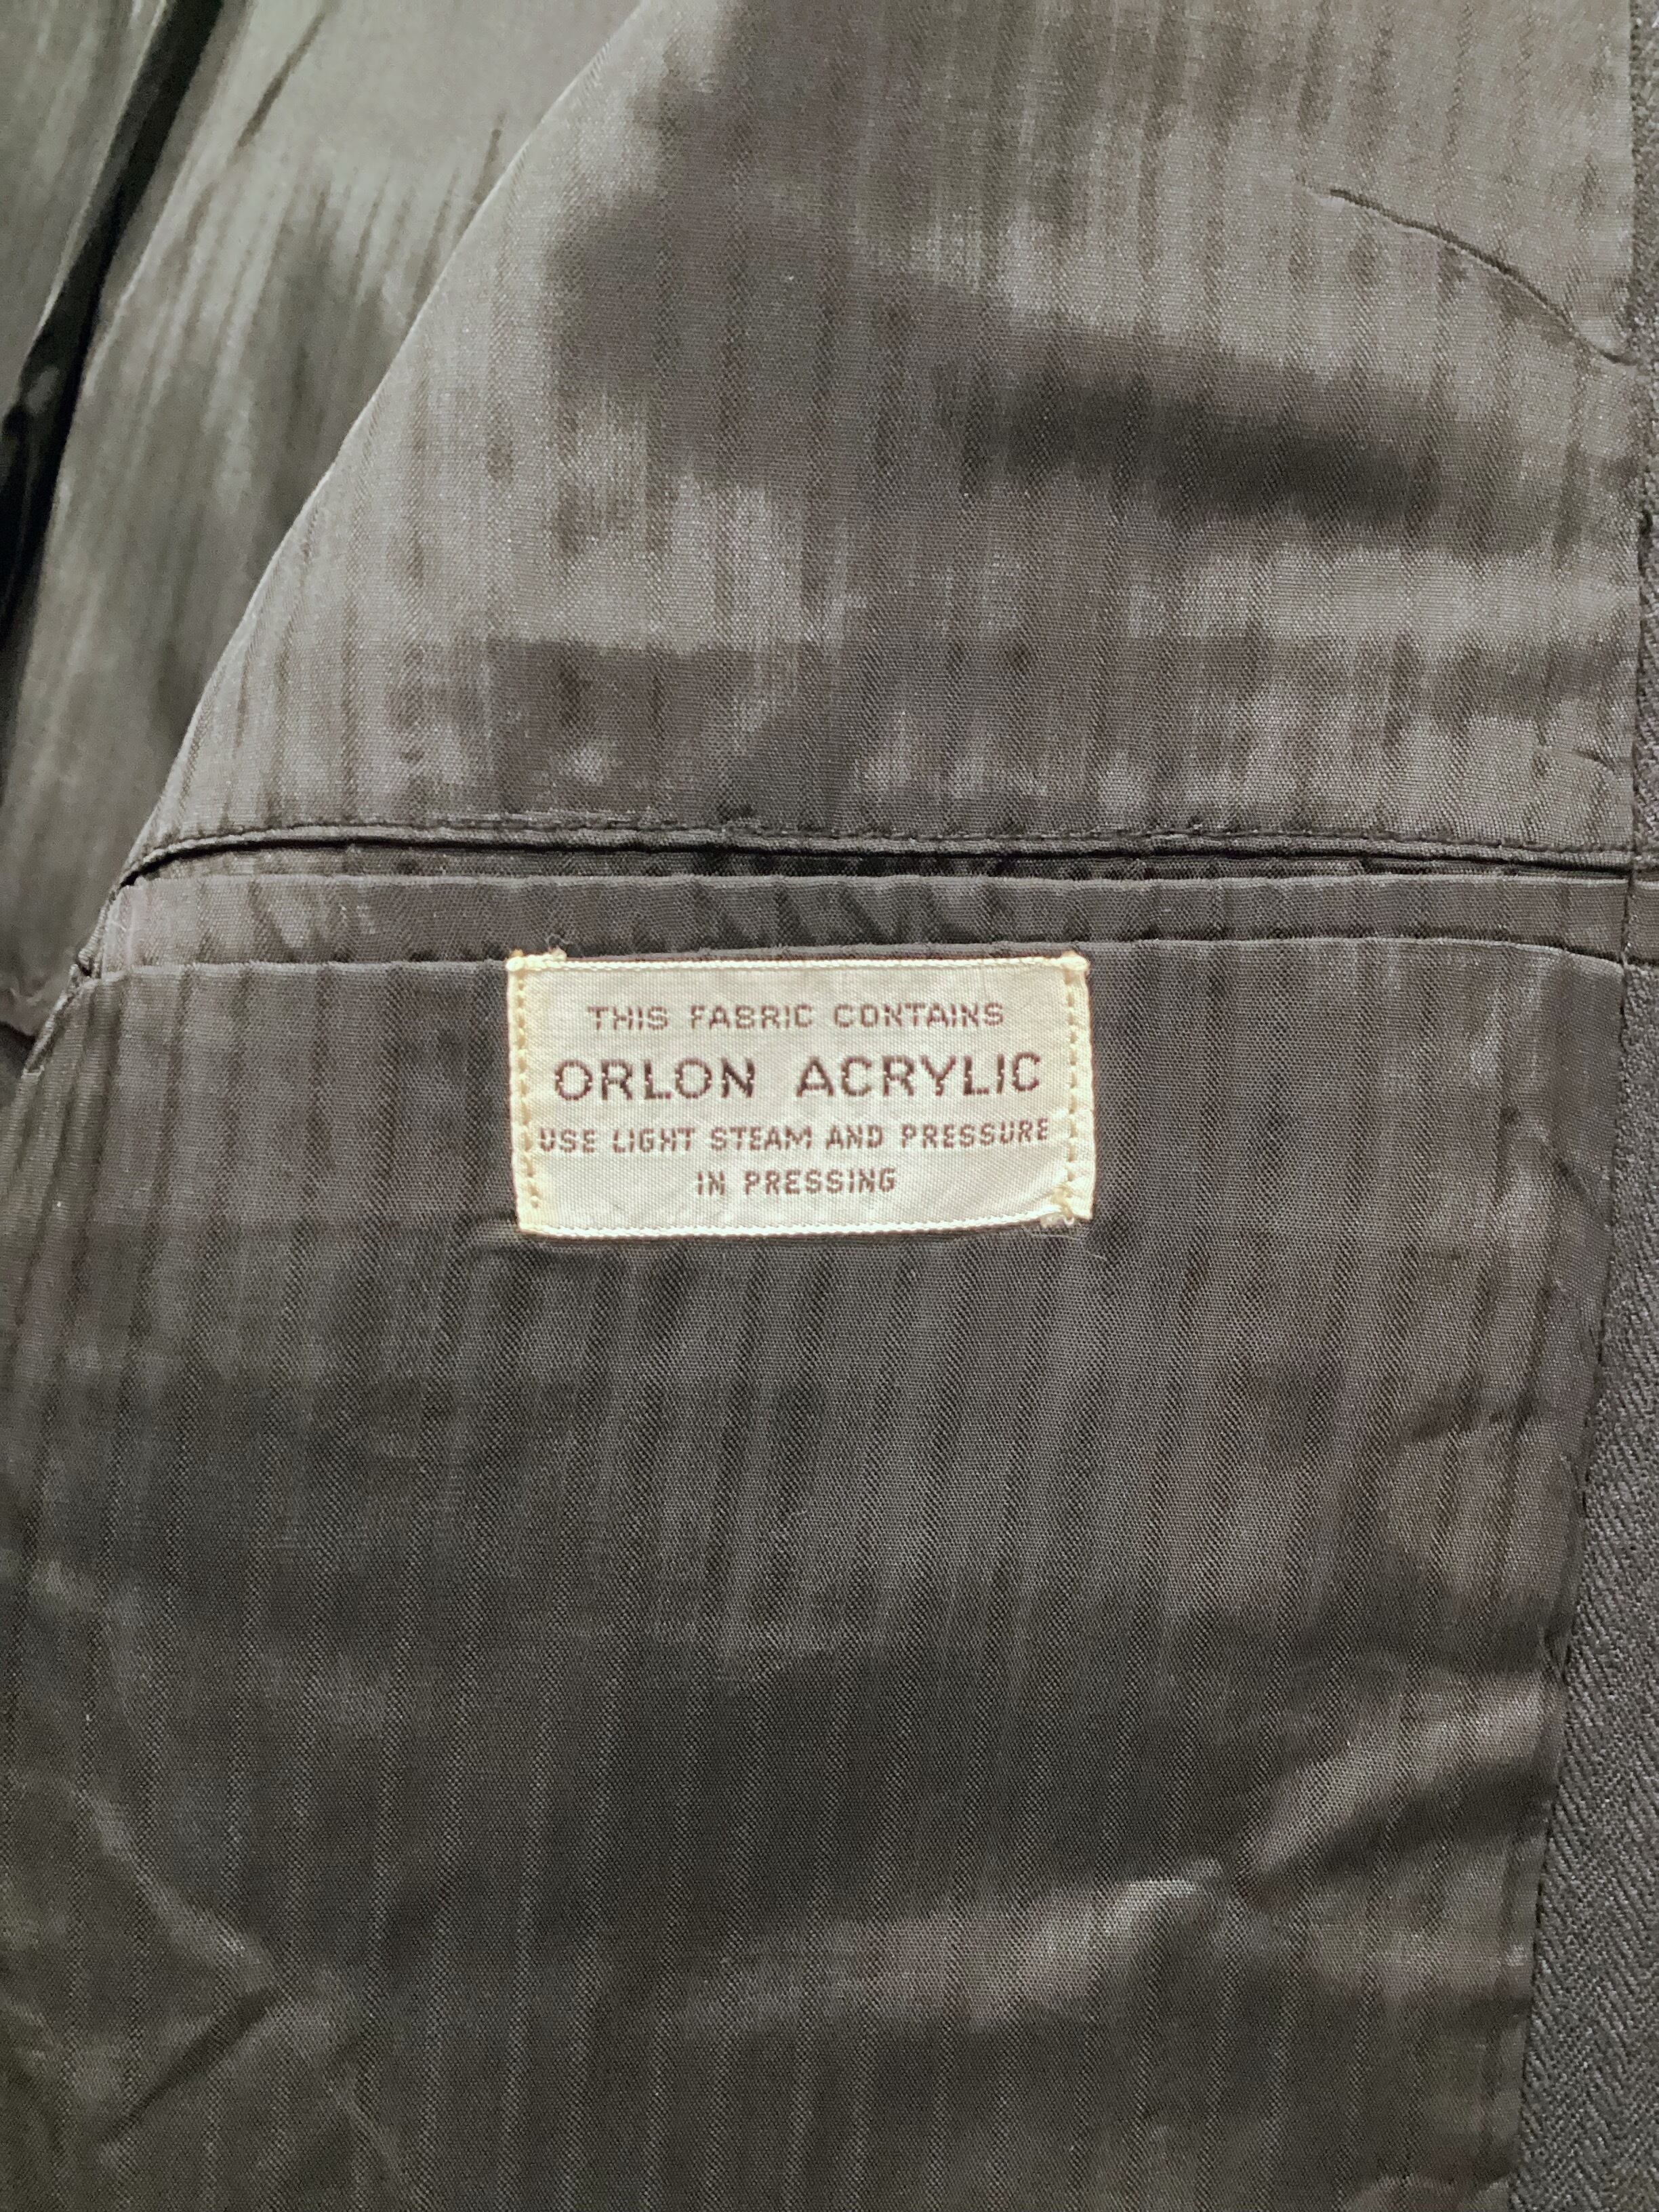 THIS FABRIC CONTAINS
ORLON ACRYLIC
USE LIGHT STEAM AND PRESSURE
IN PRESSING